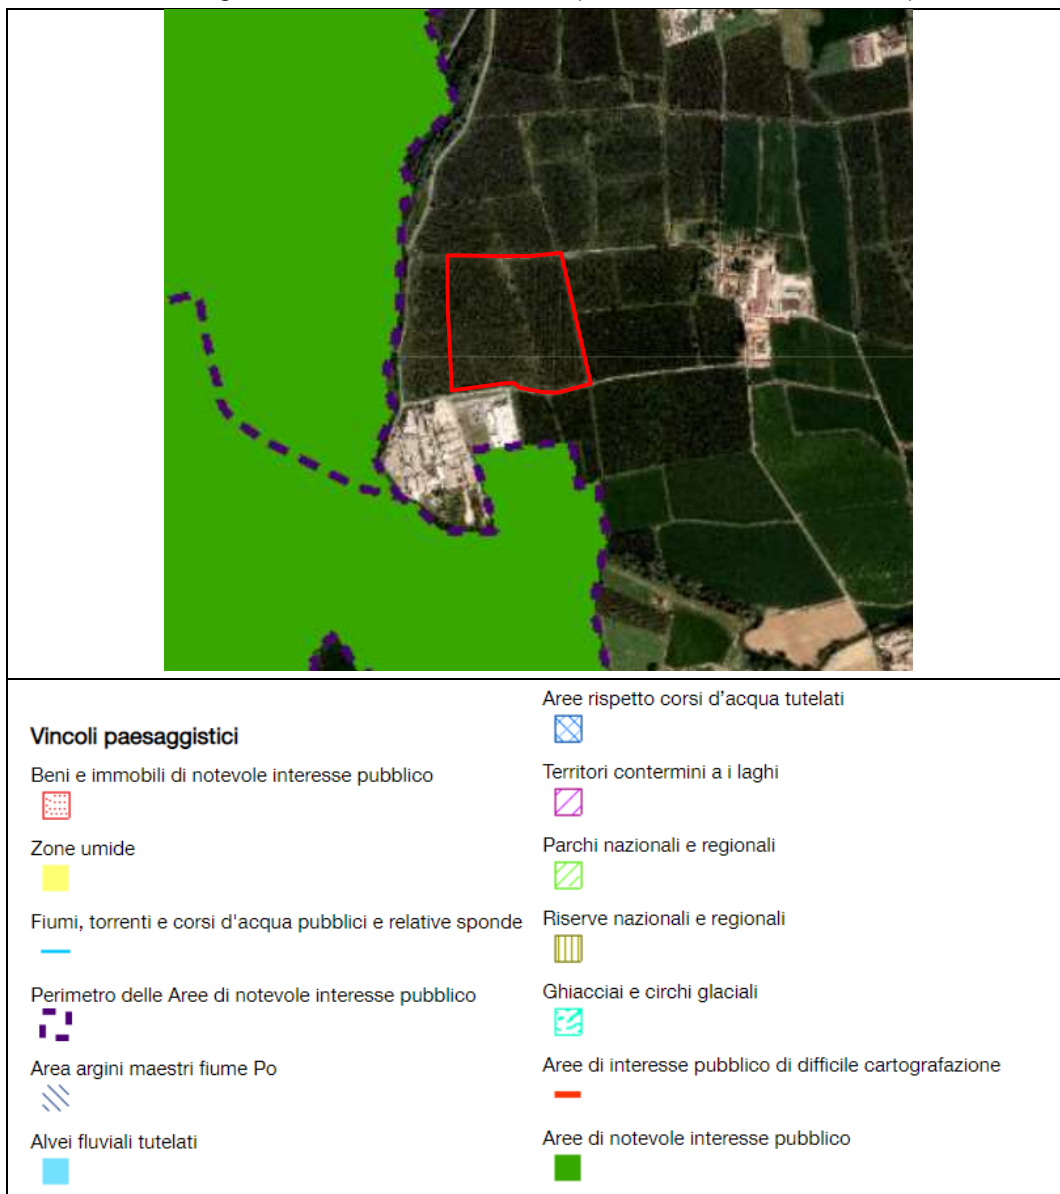 Vincoli paesaggistici
Beni e immobili di notevole interesse pubblico
Zone umide
Fiumi, torrenti e corsi d'acqua pubblici e relative sponde
Perimetro delle Aree di notevole interesse pubblico
Area argini maestri fiume Po
Alvei fluviali tutelati
Aree rispetto corsi d'acqua tutelati
Territori contermini a i laghi
Parchi nazionali e regionali
Riserve nazionali e regionali
Ghiacciai e circhi glaciali
Aree di interesse pubblico di difficile cartografazione
Aree di notevole interesse pubblico